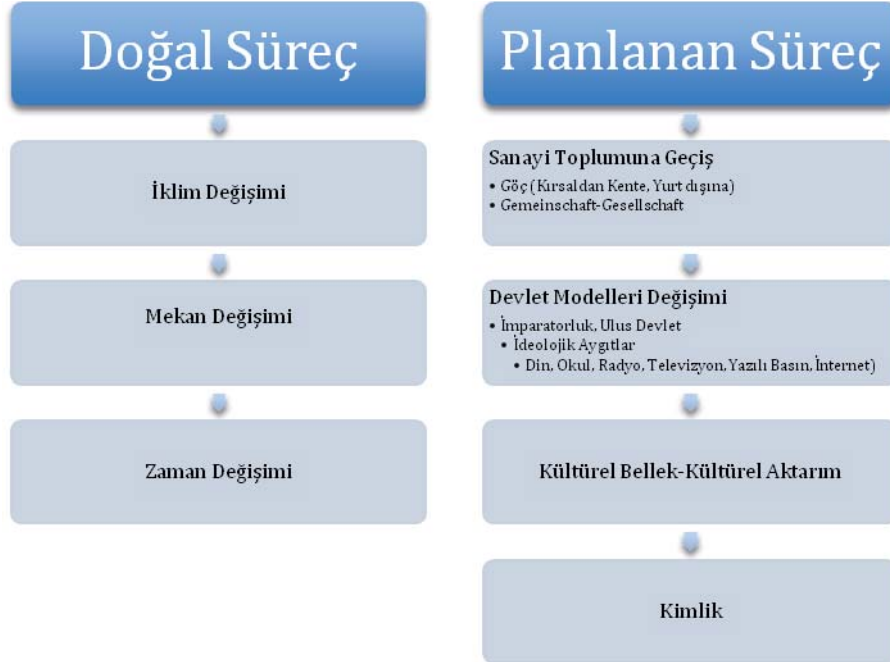 Doğal Süreç
İklim Değişimi
Mekan Değişimi
Zaman Değişimi
Planlanan Süreç
Sanayi Toplumuna Geçiş
• Göç (Kırsaldan Kente, Yurt dışına)
• Gemeinschaft-Gesellschaft
Devlet Modelleri Değişimi
• İmparatorluk, Ulus Devlet
• İdeolojik Aygıtlar
• Din, Okul, Radyo, Televizyon, Yazılı Basın, İnternet)
Kültürel Bellek-Kültürel Aktarım
Kimlik